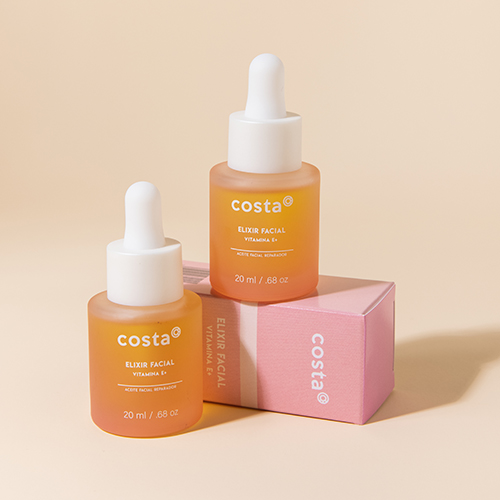 costa
ELIXIR FACIAL
VITAMINA E+
ACEITE FACIAL REPARADOR
20 ml / .68 oz
costa
ELIXIR FACIAL
VITAMINA E+
ACEITE FACIAL REPARADOR
20 ml / .68 oz
ELIXIR FACIAL
VITAMINA E+
costa